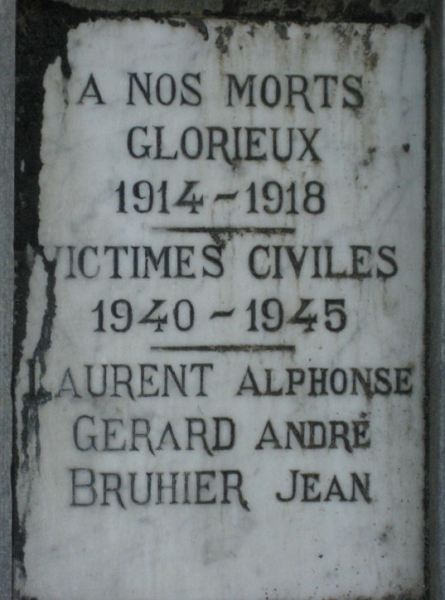 A NOS MORTS
GLORIEUX
1914 - 1918
VICTIMES CIVILES
1940 - 1945
LAURENT ALPHONSE
GERARD ANDRÉ
BRUHIER JEAN